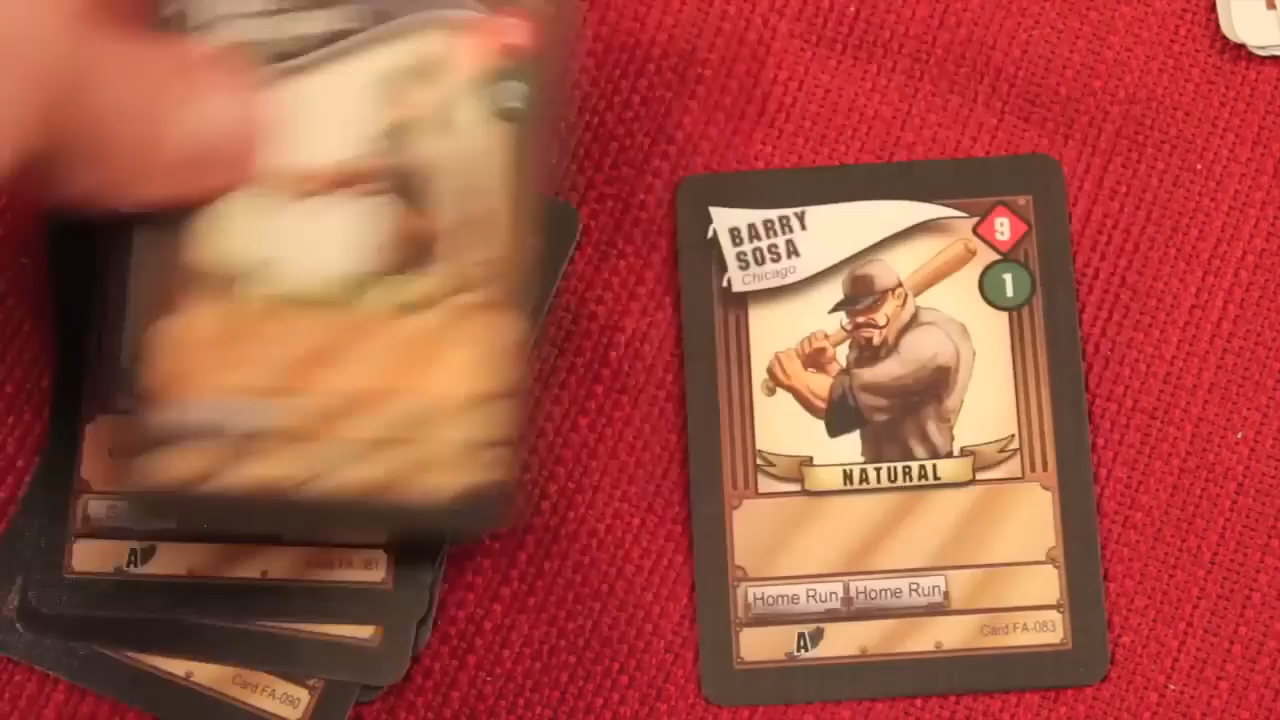 BARRY
SOSA
Chicago
9
1
NATURAL
Home Run Home Run
A
Card FA-083
A
Card FA-090